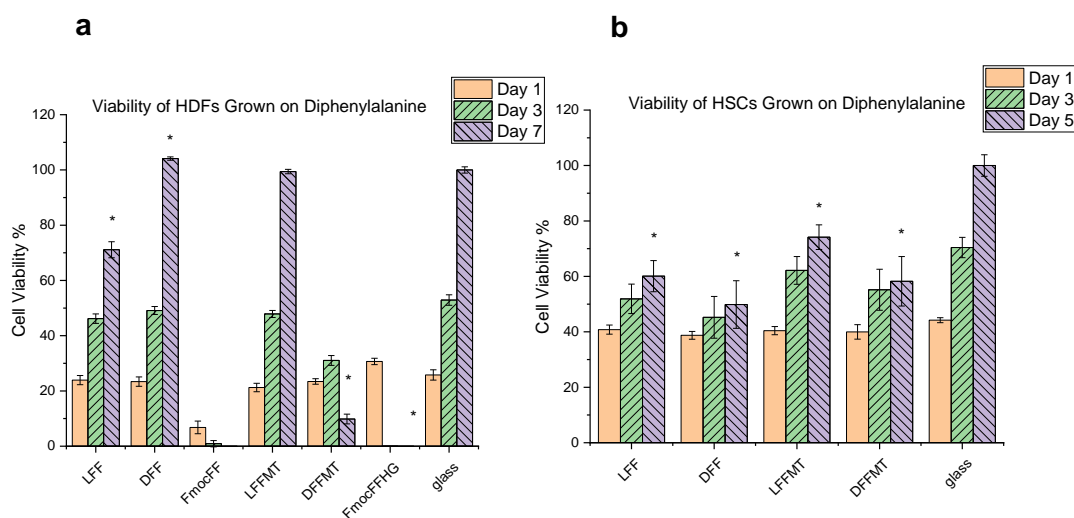 a
Day 1
Day 3
Day 7
Viability of HDFs Grown on Diphenylalanine
120
100
80
60
40
20
0
Cell Viability %
*
*
*
*
LFF
DFF
FmocFF
LFFMT
DFFMT
FmocFFHG
glass
b
Day 1
Day 3
Day 5
Viability of HSCs Grown on Diphenylalanine
120
100
80
60
40
20
0
Cell Viability %
*
*
*
*
LFF
DFF
LFFMT
DFFMT
glass